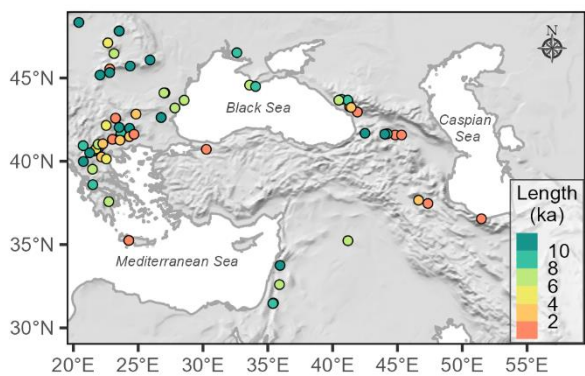 N
45°N
40°N
35°N
30°N
Black Sea
Caspian
Sea
Mediterranean Sea
Length
(ka)
10
8
6
4
2
20°E 25°E 30°E 35°E 40°E 45°E 50°E 55°E